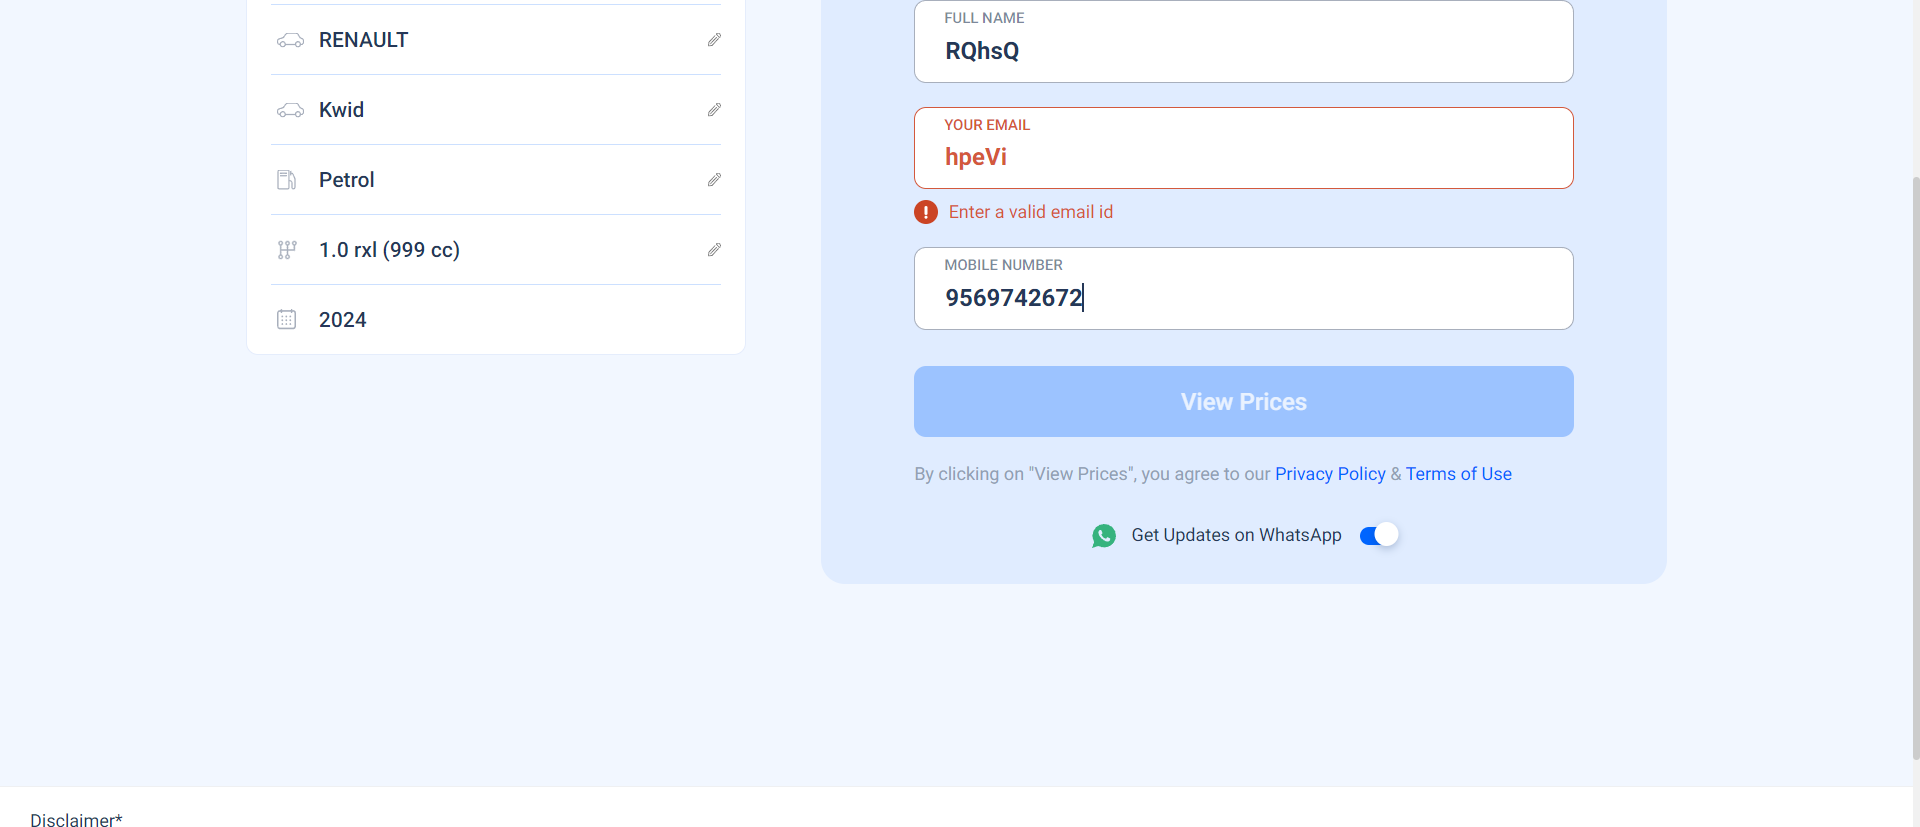 RENAULT
Kwid
Petrol
1.0 rxl (999 cc)
2024
FULL NAME
RQhsQ
YOUR EMAIL
hpeVi
Enter a valid email id
MOBILE NUMBER
9569742672
View Prices
By clicking on "View Prices", you agree to our Privacy Policy & Terms of Use
Get Updates on WhatsApp
Disclaimer*